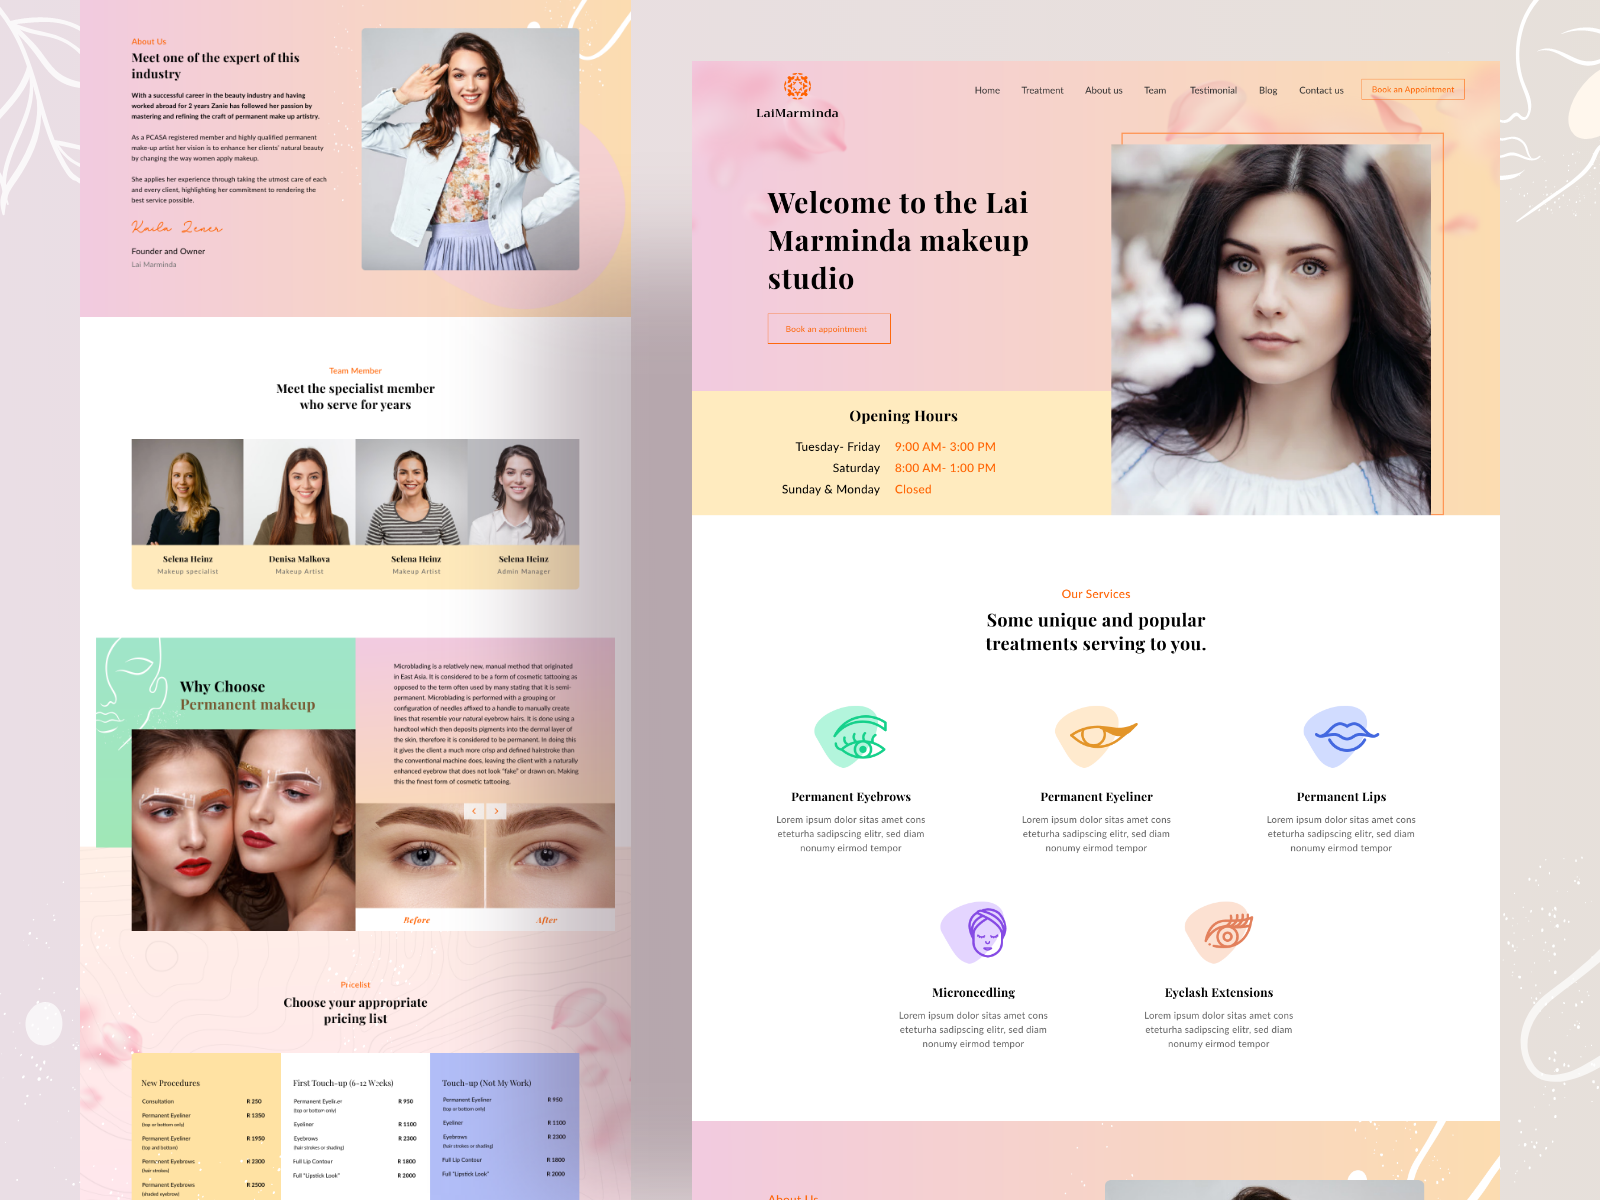 About Us
Meet one of the expert of this
industry
With a successful career in the beauty industry and having
worked abroad for 2 years Zanie has followed her passion by
mastering and refining the craft of permanent make up artistry.
As a PCASA registered member and highly qualified permanent
make-up artist her vision is to enhance her clients' natural beauty
by changing the way women apply makeup.
She applies her experience through taking the utmost care of each
and every client, highlighting her commitment to rendering the
best service possible.
Kaila Zener
Founder and Owner
Lai Marminda
Team Member
Meet the specialist member
who serve for years
Selena Heinz
Makeup specialist
Denisa Malkova
Makeup Artist
Selena Heinz
Makeup Artist
Selena Heinz
Admin Manager
Why Choose
Permanent makeup
Microblading is a relatively new, manual method that originated
in East Asia. It is considered to be a form of cosmetic tattooing as
opposed to the term often used by many stating that it is semi-
permanent. Microblading is performed with a grouping or
configuration of needles affixed to a handle to manually create
lines that resemble your natural eyebrow hairs. It is done using a
handtool which then deposits pigments into the dermal layer of
the skin, therefore it is considered to be permanent. In doing this
it gives the client a much more crisp and defined hairstroke than
the conventional machine does, leaving the client with a naturally
enhanced eyebrow that does not look "fake" or drawn on. Making
this the finest form of cosmetic tattooing.
Before
After
Pricelist
Choose your appropriate
pricing list
New Procedures
Consultation R 250
Permanent Eyeliner R 1350
(top or bottom only)
Permanent Eyeliner R 1950
(top and bottom)
Permanent Eyebrows R 2300
(hair strokes)
Permanent Eyebrows R 2500
(shaded eyebrow)
First Touch-up (6-12 Weeks)
Permanent Eyeliner R 950
(top or bottom only)
Eyeliner R 1100
Eyebrows R 2300
(hair strokes or shading)
Full Lip Contour R 1800
Full "Lipstick Look" R 2000
Touch-up (Not My Work)
Permanent Eyeliner R 950
(top or bottom only)
Eyeliner R 1100
Eyebrows R 2300
(hair strokes or shading)
Full Lip Contour R 1800
Full "Lipstick Look" R 2000
LaiMarminda
Home Treatment About us Team Testimonial Blog Contact us Book an Appointment
Welcome to the Lai
Marminda makeup
studio
Book an appointment
Opening Hours
Tuesday- Friday 9:00 AM- 3:00 PM
Saturday 8:00 AM- 1:00 PM
Sunday & Monday Closed
Our Services
Some unique and popular
treatments serving to you.
Permanent Eyebrows
Lorem ipsum dolor sitas amet cons
eteturha sadipscing elitr, sed diam
nonumy eirmod tempor
Permanent Eyeliner
Lorem ipsum dolor sitas amet cons
eteturha sadipscing elitr, sed diam
nonumy eirmod tempor
Permanent Lips
Lorem ipsum dolor sitas amet cons
eteturha sadipscing elitr, sed diam
nonumy eirmod tempor
Microneedling
Lorem ipsum dolor sitas amet cons
eteturha sadipscing elitr, sed diam
nonumy eirmod tempor
Eyelash Extensions
Lorem ipsum dolor sitas amet cons
eteturha sadipscing elitr, sed diam
nonumy eirmod tempor
About Us